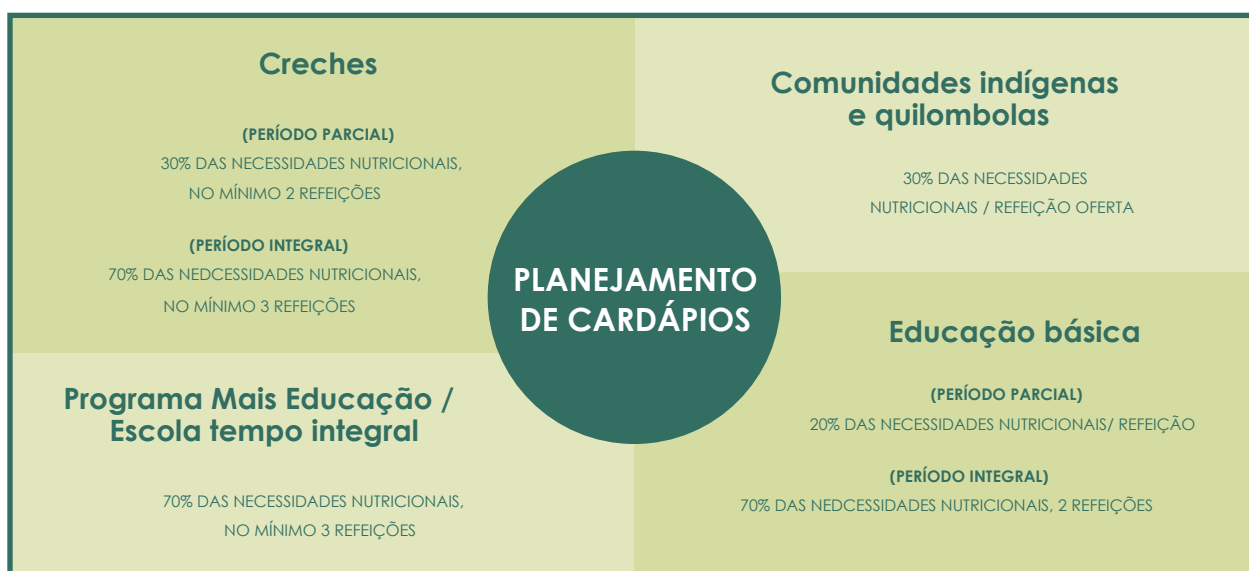 Creches
(PERÍODO PARCIAL)
30% DAS NECESSIDADES NUTRICIONAIS,
NO MÍNIMO 2 REFEIÇÕES
(PERÍODO INTEGRAL)
70% DAS NEDCESSIDADES NUTRICIONAIS,
NO MÍNIMO 3 REFEIÇÕES
Comunidades indígenas
e quilombolas
30% DAS NECESSIDADES
NUTRICIONAIS / REFEIÇÃO OFERTA
PLANEJAMENTO
DE CARDÁPIOS
Programa Mais Educação /
Escola tempo integral
70% DAS NECESSIDADES NUTRICIONAIS,
NO MÍNIMO 3 REFEIÇÕES
Educação básica
(PERÍODO PARCIAL)
20% DAS NECESSIDADES NUTRICIONAIS/ REFEIÇÃO
(PERÍODO INTEGRAL)
70% DAS NEDCESSIDADES NUTRICIONAIS, 2 REFEIÇÕES